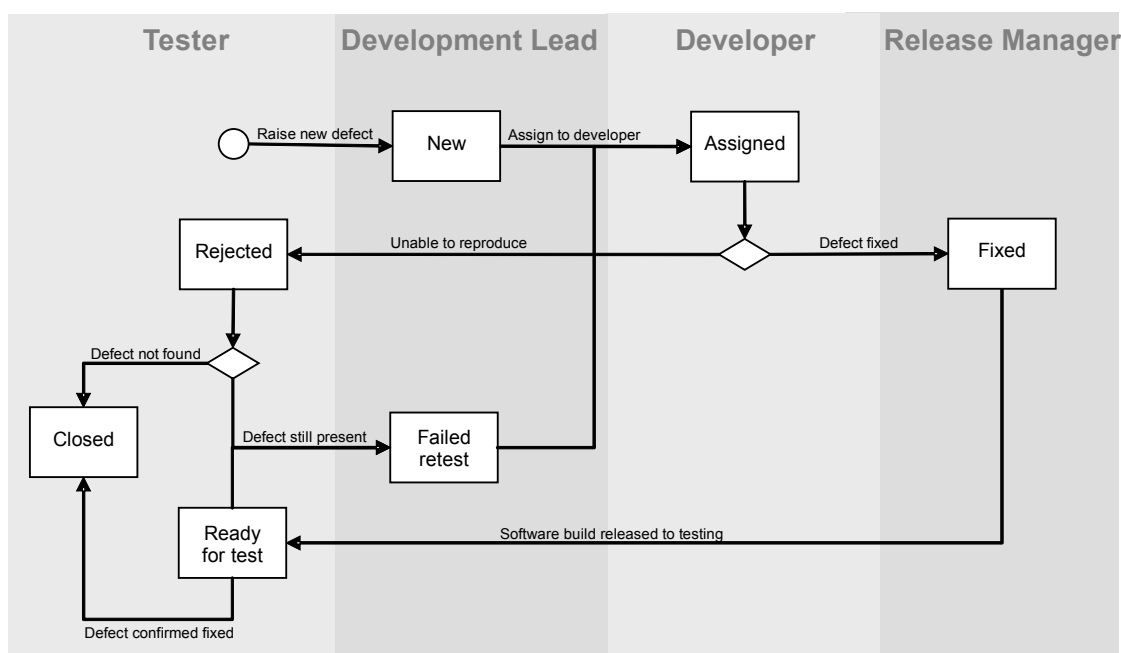 Tester
Development Lead
Developer
Release Manager
Raise new defect
New
Assign to developer
Assigned
Rejected
Unable to reproduce
Defect fixed
Fixed
Defect not found
Closed
Defect still present
Failed
retest
Ready
for test
Software build released to testing
Defect confirmed fixed